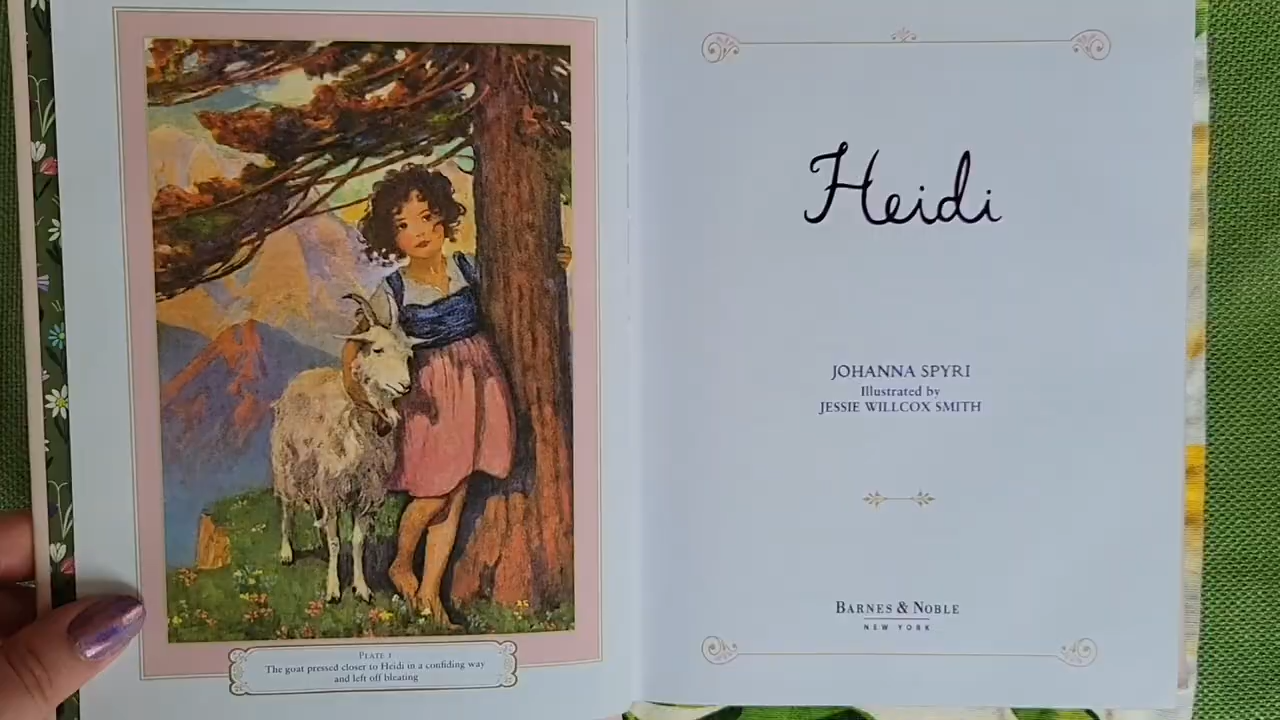 PLATE 1
The goat pressed closer to Heidi in a confiding way
and left off bleating
Heidi
JOHANNA SPYRI
Illustrated by
JESSIE WILLCOX SMITH
BARNES & NOBLE
NEW YORK